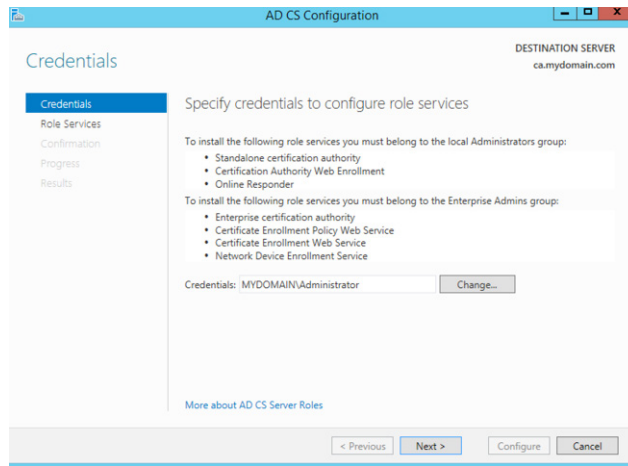 AD CS Configuration
Credentials
DESTINATION SERVER
ca.mydomain.com
Credentials
Role Services
Confirmation
Progress
Results
Specify credentials to configure role services
To install the following role services you must belong to the local Administrators group:
• Standalone certification authority
• Certification Authority Web Enrollment
• Online Responder
To install the following role services you must belong to the Enterprise Admins group:
• Enterprise certification authority
• Certificate Enrollment Policy Web Service
• Certificate Enrollment Web Service
• Network Device Enrollment Service
Credentials: MYDOMAIN\Administrator Change...
More about AD CS Server Roles
< Previous Next > Configure Cancel